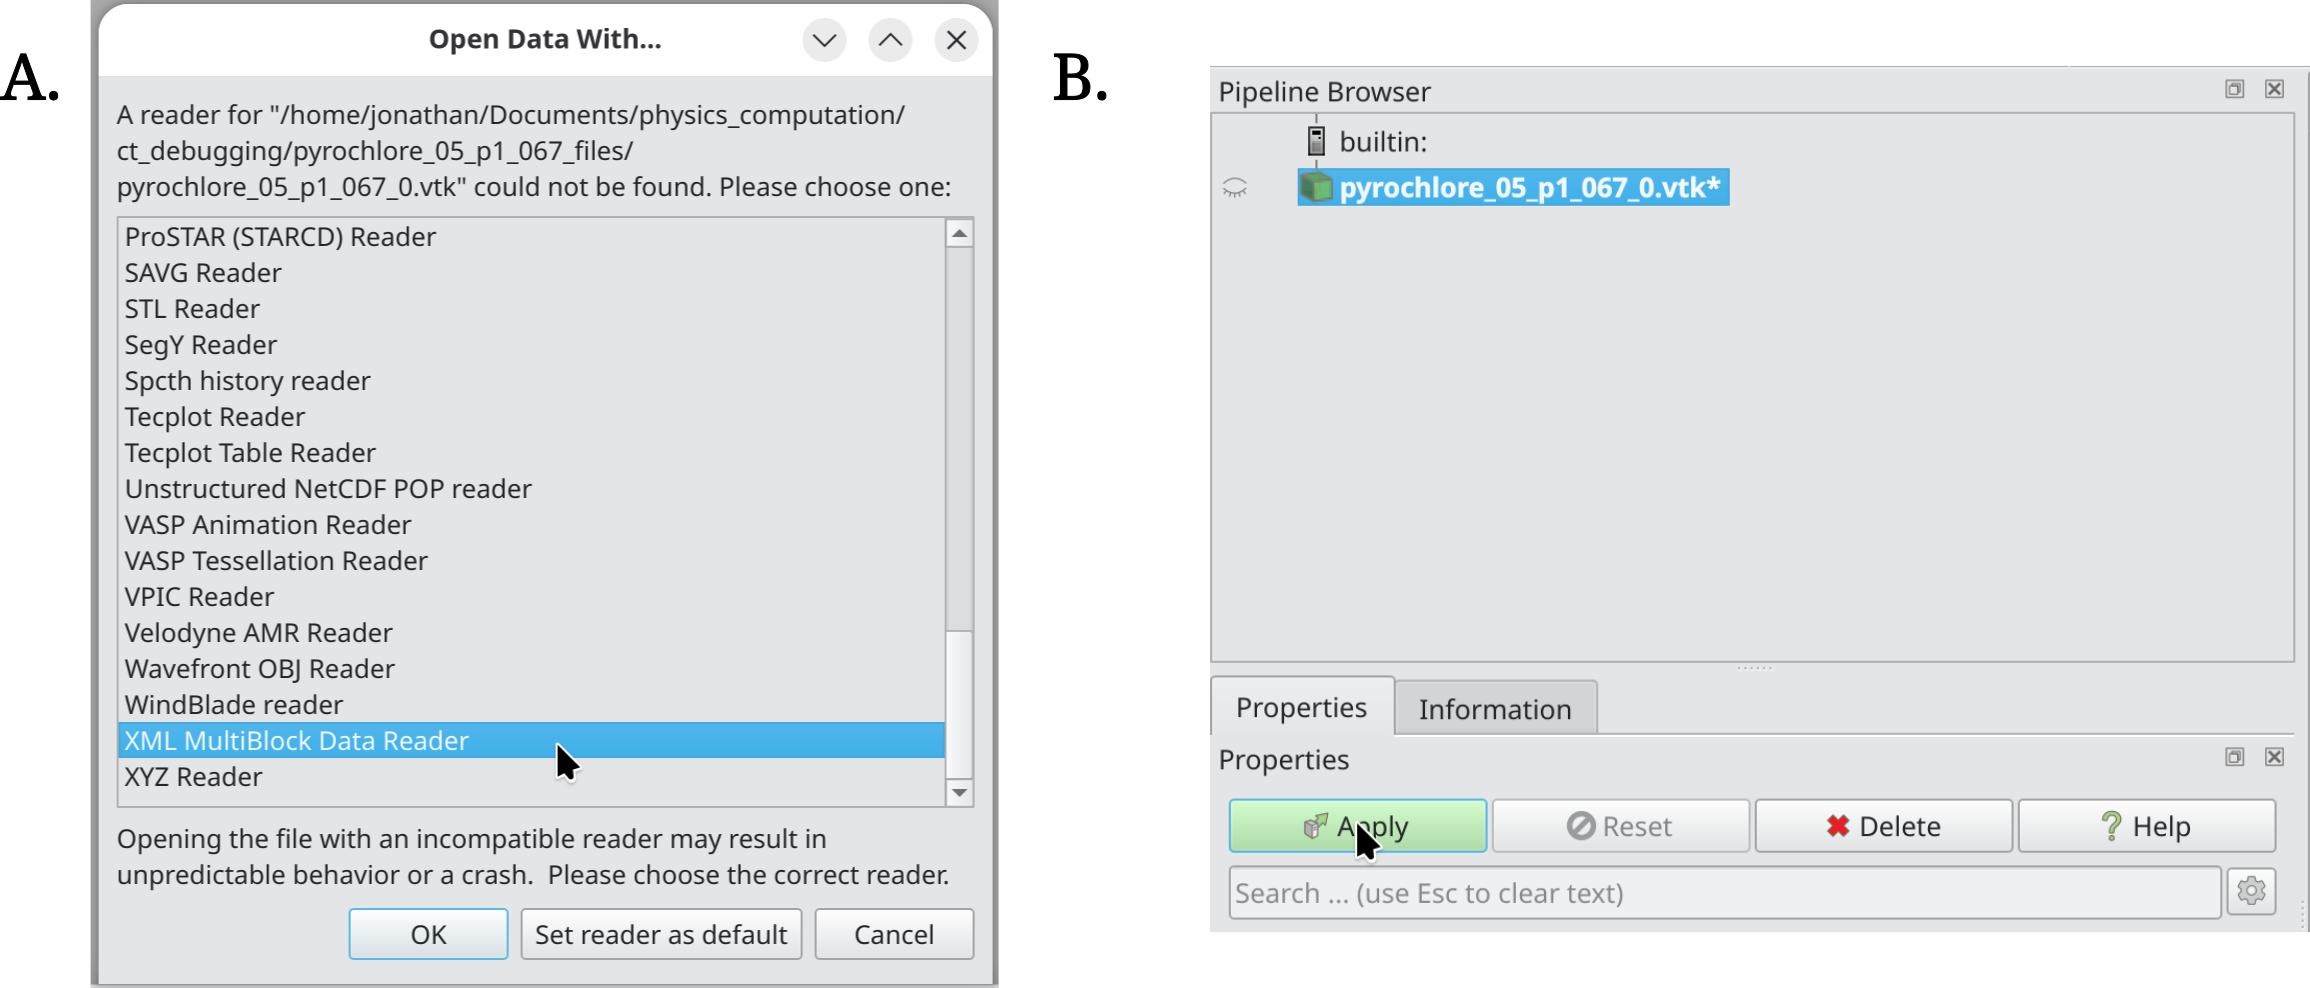 A.
Open Data With...
A reader for "/home/jonathan/Documents/physics_computation/
ct_debugging/pyrochlore_05_p1_067_files/
pyrochlore_05_p1_067_0.vtk" could not be found. Please choose one:
ProSTAR (STARCD) Reader
SAVG Reader
STL Reader
SegY Reader
Spcth history reader
Tecplot Reader
Tecplot Table Reader
Unstructured NetCDF POP reader
VASP Animation Reader
VASP Tessellation Reader
VPIC Reader
Velodyne AMR Reader
Wavefront OBJ Reader
WindBlade reader
XML MultiBlock Data Reader
XYZ Reader
Opening the file with an incompatible reader may result in
unpredictable behavior or a crash.  Please choose the correct reader.
OK Set reader as default Cancel
B.
Pipeline Browser
builtin:
pyrochlore_05_p1_067_0.vtk*
Properties Information
Properties
Apply Reset Delete Help
Search ... (use Esc to clear text)